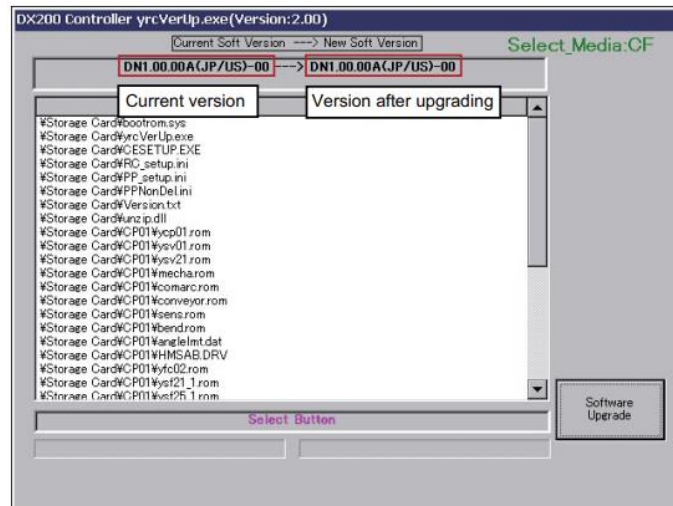 DX200 Controller yrcVerUp.exe(Version:2.00)
Current Soft Version ---> New Soft Version
Select_Media:CF
DN1.00.00A(JP/US)-00 ---> DN1.00.00A(JP/US)-00
Current version
Version after upgrading
¥Storage Card¥bootrom.sys
¥Storage Card¥yrcVerUp.exe
¥Storage Card¥CESETUP.EXE
¥Storage Card¥RC_setup.ini
¥Storage Card¥PP_setup.ini
¥Storage Card¥PPNonDel.ini
¥Storage Card¥Version.txt
¥Storage Card¥unzip.dll
¥Storage Card¥CP01¥ycp01.rom
¥Storage Card¥CP01¥ysv01.rom
¥Storage Card¥CP01¥ysv21.rom
¥Storage Card¥CP01¥mecha.rom
¥Storage Card¥CP01¥comarc.rom
¥Storage Card¥CP01¥conveyor.rom
¥Storage Card¥CP01¥sens.rom
¥Storage Card¥CP01¥bend.rom
¥Storage Card¥CP01¥anglelmt.dat
¥Storage Card¥CP01¥HMSAB.DRV
¥Storage Card¥CP01¥yfc02.rom
¥Storage Card¥CP01¥ysf21_1.rom
¥Storage Card¥CP01¥ysf25_1.rom
Select Button
Software
Upgrade